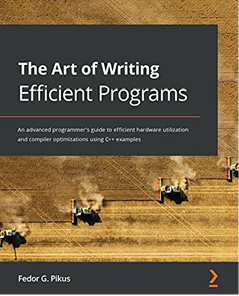 The Art of Writing
Efficient Programs
An advanced programmer's guide to efficient hardware utilization
and compiler optimizations using C++ examples
Fedor G. Pikus